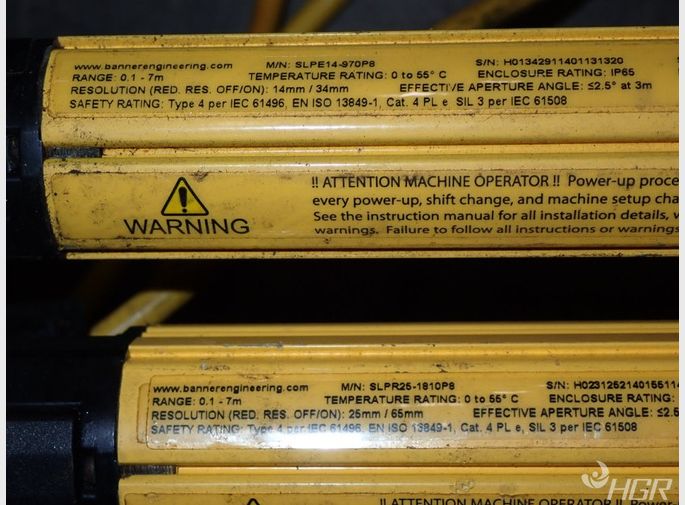 www.bannerengineering.com M/N: SLPE14-970P8 S/N: H01342911401131320
RANGE: 0.1 - 7m TEMPERATURE RATING: 0 to 55° C ENCLOSURE RATING: IP65
RESOLUTION (RED. RES. OFF/ON): 14mm / 34mm EFFECTIVE APERTURE ANGLE: ≤2.5° at 3m
SAFETY RATING: Type 4 per IEC 61496, EN ISO 13849-1, Cat. 4 PL e SIL 3 per IEC 61508
WARNING
!! ATTENTION MACHINE OPERATOR !! Power-up proce
every power-up, shift change, and machine setup cha
See the instruction manual for all installation details, w
warnings. Failure to follow all instructions or warnings
www.bannerengineering.com M/N: SLPR25-1810P8 S/N: H0231252140155114
RANGE: 0.1 - 7m TEMPERATURE RATING: 0 to 55° C ENCLOSURE RATING:
RESOLUTION (RED. RES. OFF/ON): 25mm / 65mm EFFECTIVE APERTURE ANGLE: ≤2.5
SAFETY RATING: Type 4 per IEC 61496, EN ISO 13849-1, Cat. 4 PL e, SIL 3 per IEC 61508
!! ATTENTION MACHINE OPERATOR !! Power-
HGR